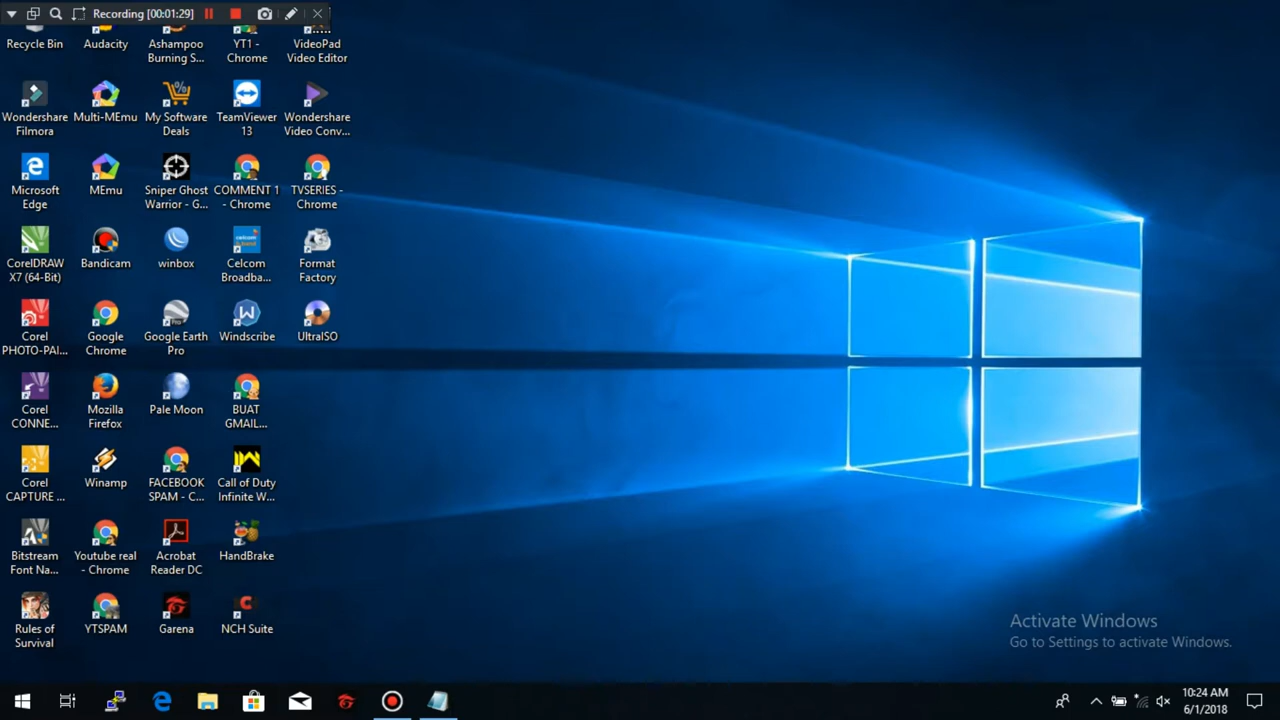 Recording [00:01:29]
Recycle Bin
Audacity
Ashampoo
Burning S...
YT1 -
Chrome
VideoPad
Video Editor
Wondershare
Filmora
Multi-MEmu
My Software
Deals
TeamViewer
13
Wondershare
Video Conv...
Microsoft
Edge
MEmu
Sniper Ghost
Warrior - G...
COMMENT 1
- Chrome
TVSERIES -
Chrome
CorelDRAW
X7 (64-Bit)
Bandicam
winbox
Celcom
Broadba...
Format
Factory
Corel
PHOTO-PAI...
Google
Chrome
Google Earth
Pro
Windscribe
UltraISO
Corel
CONNE...
Mozilla
Firefox
Pale Moon
BUAT
GMAIL...
Corel
CAPTURE ...
Winamp
FACEBOOK
SPAM - C...
Call of Duty
Infinite W...
Bitstream
Font Na...
Youtube real
- Chrome
Acrobat
Reader DC
HandBrake
Rules of
Survival
YTSPAM
Garena
NCH Suite
Activate Windows
Go to Settings to activate Windows.
10:24 AM
6/1/2018